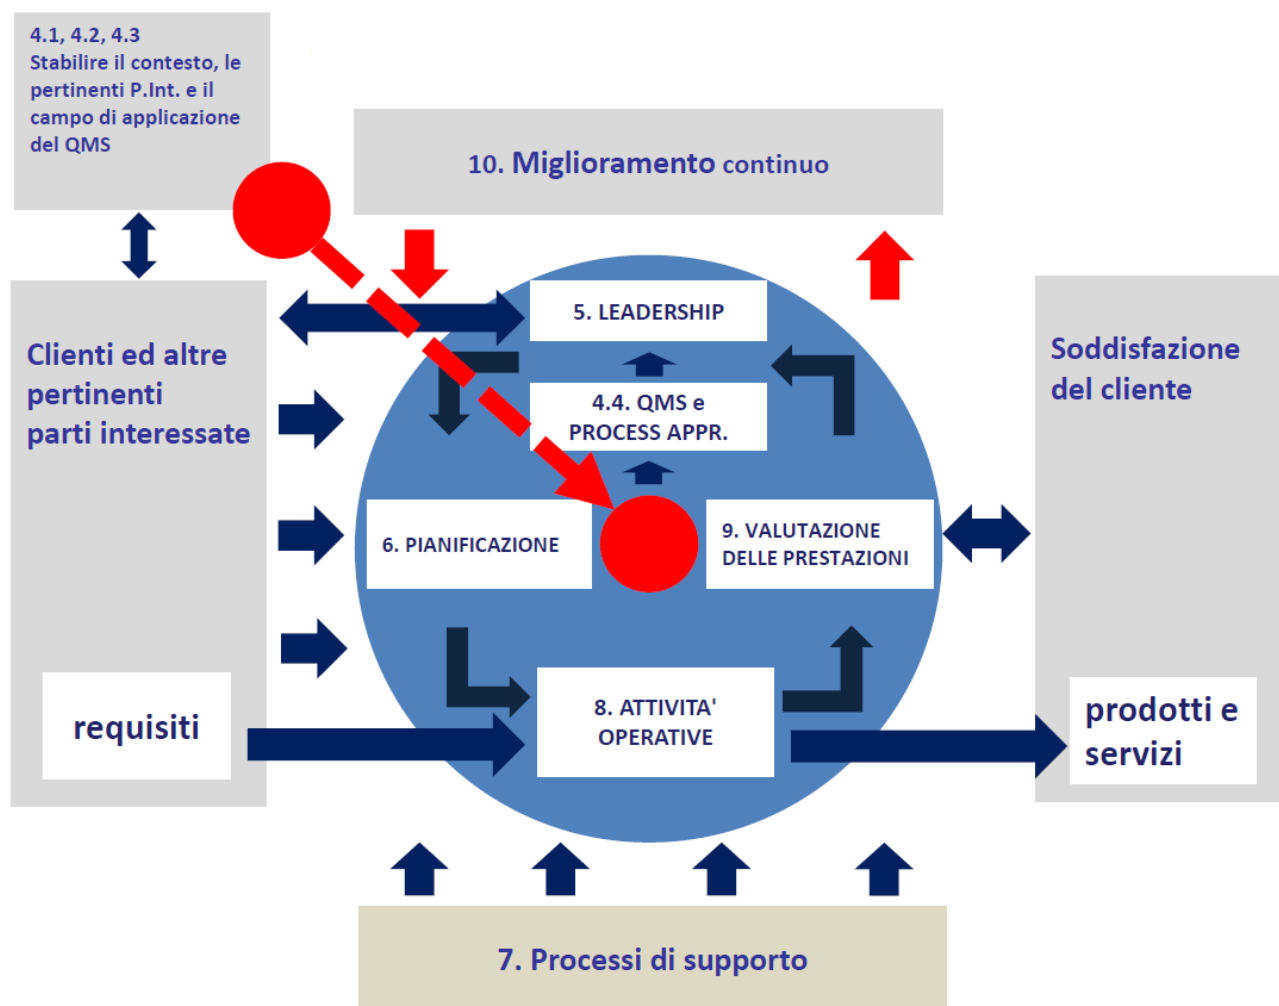 4.1, 4.2, 4.3
Stabilire il contesto, le
pertinenti P.Int. e il
campo di applicazione
del QMS
10. Miglioramento continuo
5. LEADERSHIP
Clienti ed altre
pertinenti
parti interessate
Soddisfazione
del cliente
4.4. QMS e
PROCESS APPR.
6. PIANIFICAZIONE
9. VALUTAZIONE
DELLE PRESTAZIONI
requisiti
8. ATTIVITA'
OPERATIVE
prodotti e
servizi
7. Processi di supporto